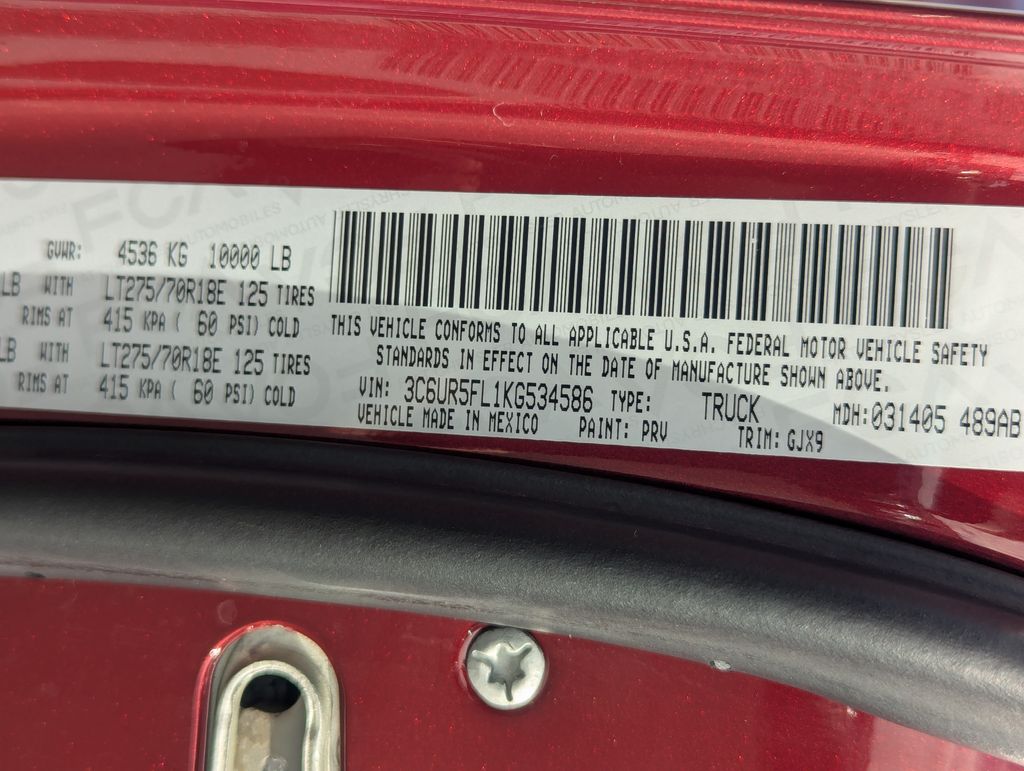 GVWR: 4536 KG 10000 LB
LB WITH LT275/70R18E 125 TIRES
RIMS AT 415 KPA ( 60 PSI) COLD
LB WITH LT275/70R18E 125 TIRES
RIMS AT 415 KPA ( 60 PSI) COLD
THIS VEHICLE CONFORMS TO ALL APPLICABLE U.S.A. FEDERAL MOTOR VEHICLE SAFETY
STANDARDS IN EFFECT ON THE DATE OF MANUFACTURE SHOWN ABOVE.
VIN: 3C6UR5FL1KG534586 TYPE: TRUCK MDH: 031405 489AB
VEHICLE MADE IN MEXICO PAINT: PRV TRIM: GJX9